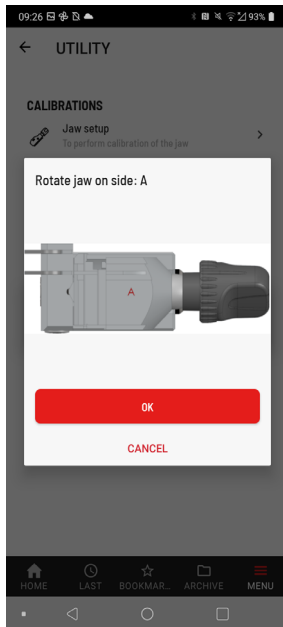 09:26 93%
UTILITY
CALIBRATIONS
Jaw setup
To perform calibration of the jaw
Rotate jaw on side: A
A
OK
CANCEL
HOME LAST BOOKMAR... ARCHIVE MENU